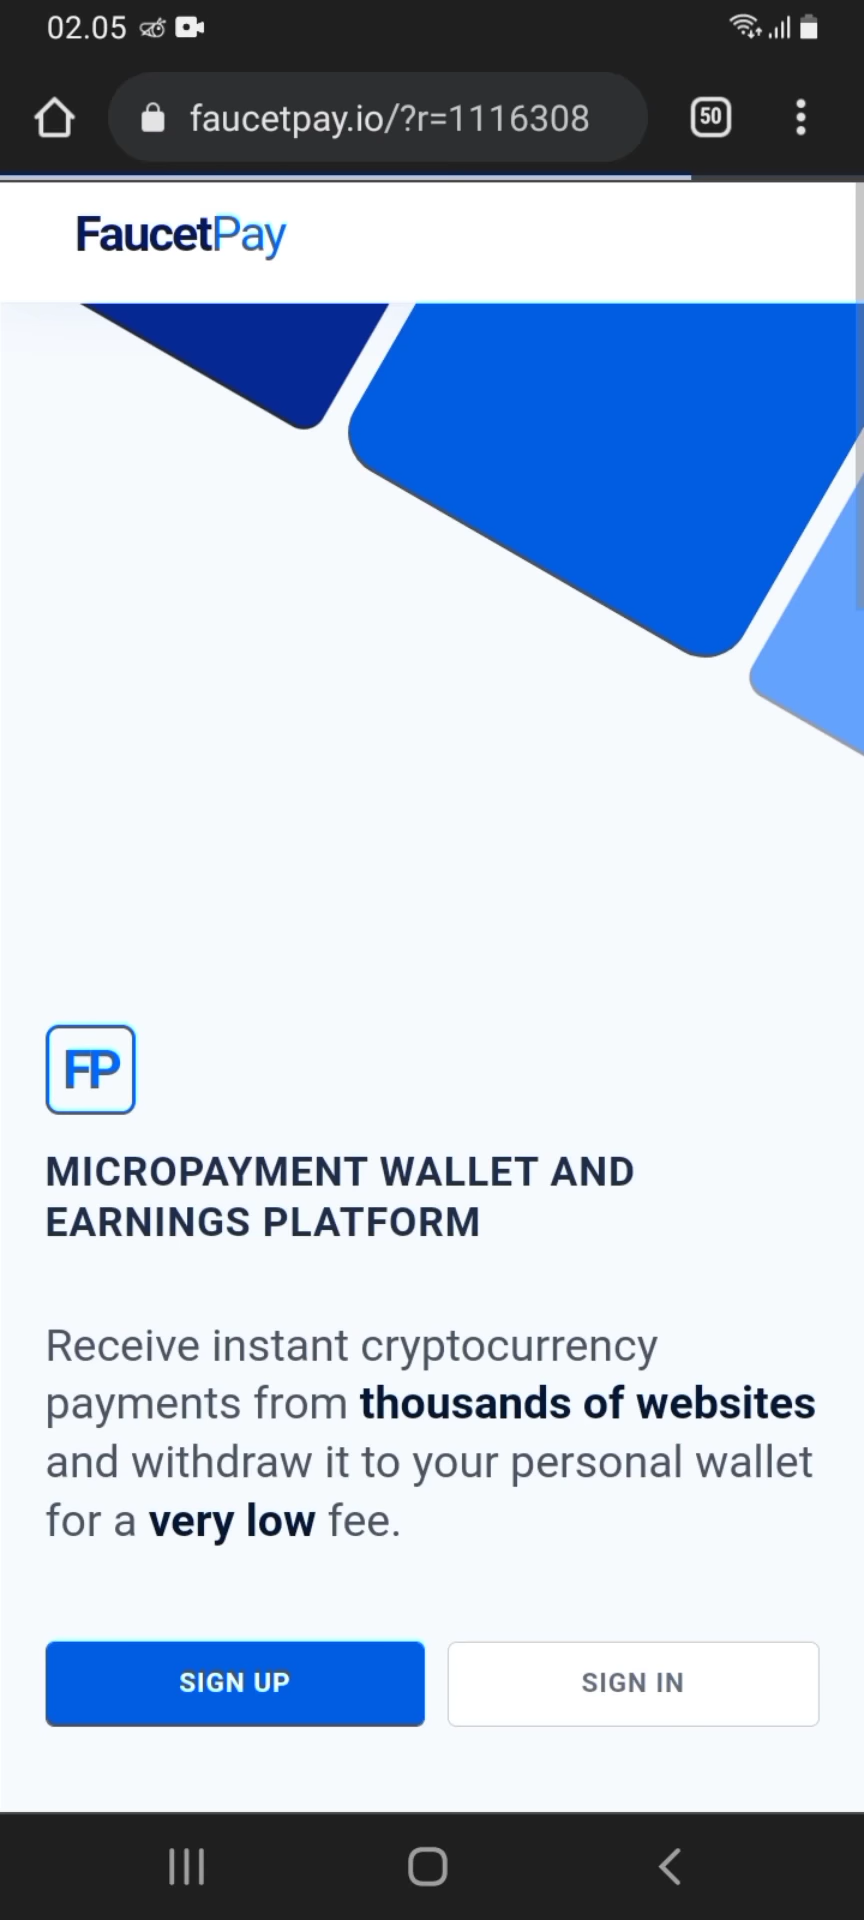 02.05
faucetpay.io/?r=1116308
50
FaucetPay
FP
MICROPAYMENT WALLET AND
EARNINGS PLATFORM
Receive instant cryptocurrency
payments from thousands of websites
and withdraw it to your personal wallet
for a very low fee.
SIGN UP
SIGN IN